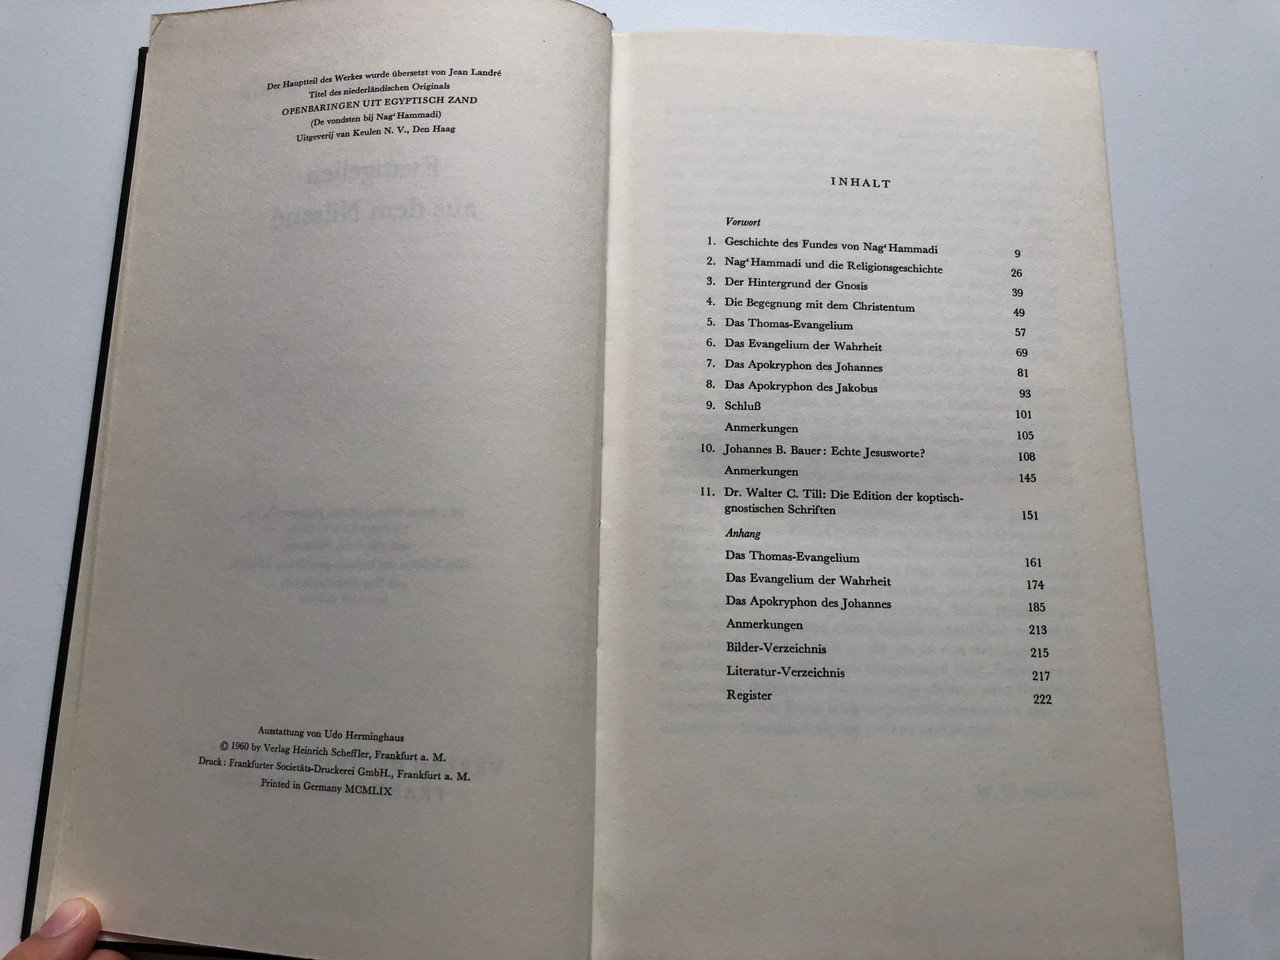 Der Hauptteil des Werkes wurde übersetzt von Jean Landré
Titel des niederländischen Originals
OPENBARINGEN UIT EGYPTISCH ZAND
(De vondsten bij Nag‘Hammadi)
Uitgeverij van Keulen N. V., Den Haag
Evangelien
aus dem Nilsand
Ausstattung von Udo Herminghaus
© 1960 by Verlag Heinrich Scheffler, Frankfurt a. M.
Druck: Frankfurter Societäts-Druckerei GmbH., Frankfurt a. M.
Printed in Germany MCMLIX
INHALT
Vorwort
1. Geschichte des Fundes von Nag‘Hammadi 9
2. Nag‘Hammadi und die Religionsgeschichte 26
3. Der Hintergrund der Gnosis 39
4. Die Begegnung mit dem Christentum 49
5. Das Thomas-Evangelium 57
6. Das Evangelium der Wahrheit 69
7. Das Apokryphon des Johannes 81
8. Das Apokryphon des Jakobus 93
9. Schluß 101
Anmerkungen 105
10. Johannes B. Bauer: Echte Jesusworte? 108
Anmerkungen 145
11. Dr. Walter C. Till: Die Edition der koptisch-
gnostischen Schriften 151
Anhang
Das Thomas-Evangelium 161
Das Evangelium der Wahrheit 174
Das Apokryphon des Johannes 185
Anmerkungen 213
Bilder-Verzeichnis 215
Literatur-Verzeichnis 217
Register 222